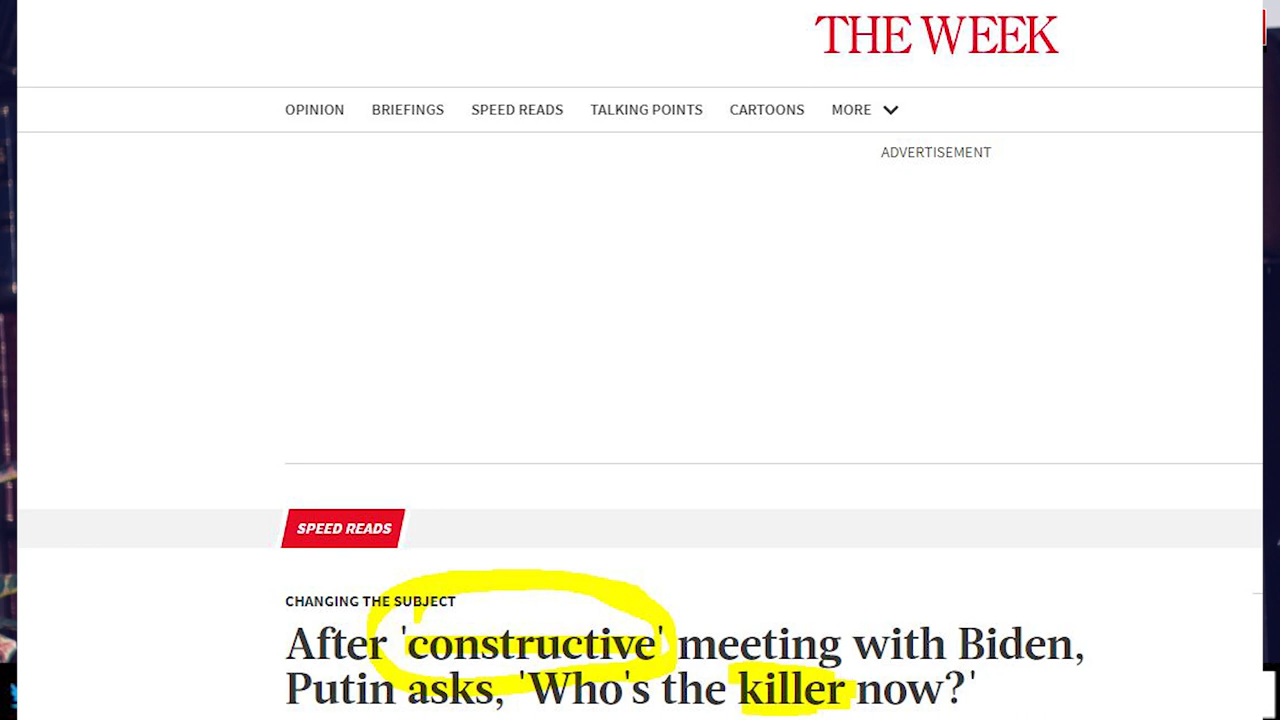 THE WEEK
OPINION BRIEFINGS SPEED READS TALKING POINTS CARTOONS MORE
ADVERTISEMENT
SPEED READS
CHANGING THE SUBJECT
After 'constructive' meeting with Biden,
Putin asks, 'Who's the killer now?'